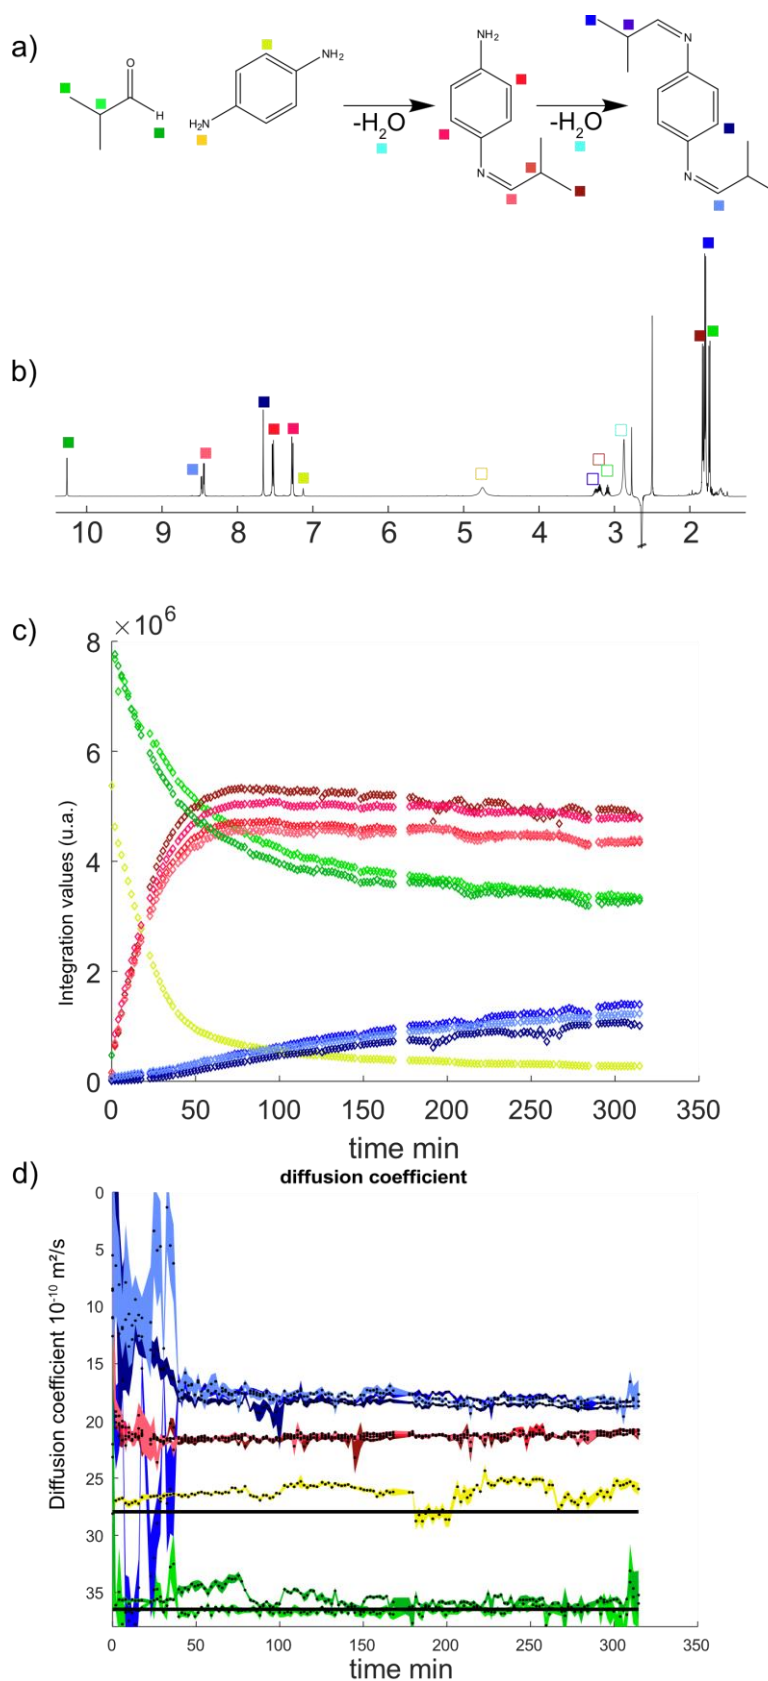 a)
O
H
NH₂
H₂N
-H₂O
NH₂
N
-H₂O
N
N
b)
10 9 8 7 6 5 4 3 2
c)
×10⁶
8
6
4
2
0
Integration values (u.a.)
0 50 100 150 200 250 300 350
time min
d)
diffusion coefficient
0
5
10
15
20
25
30
35
Diffusion coefficient 10⁻¹⁰ m²/s
0 50 100 150 200 250 300 350
time min